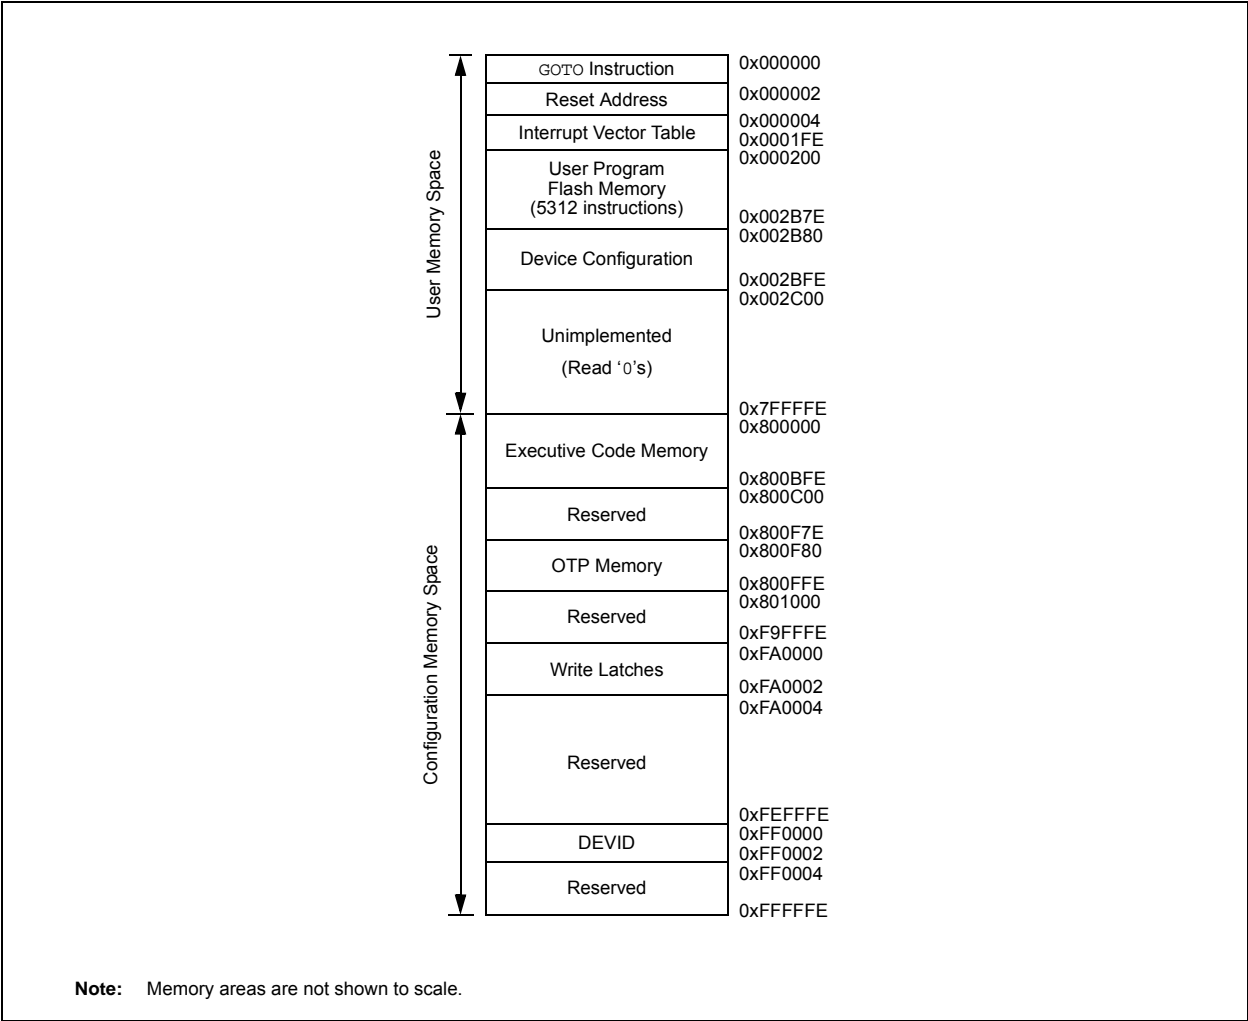 GOTO Instruction
0x000000
Reset Address
0x000002
Interrupt Vector Table
0x000004
0x0001FE
User Program
Flash Memory
(5312 instructions)
0x000200
0x002B7E
Device Configuration
0x002B80
0x002BFE
Unimplemented
(Read ‘0’s)
0x002C00
0x7FFFFE
User Memory Space
Executive Code Memory
0x800000
0x800BFE
Reserved
0x800C00
0x800F7E
OTP Memory
0x800F80
0x800FFE
Reserved
0x801000
0xF9FFFE
Write Latches
0xFA0000
0xFA0002
Reserved
0xFA0004
0xFEFFFE
DEVID
0xFF0000
0xFF0002
Reserved
0xFF0004
0xFFFFFE
Configuration Memory Space
Note: Memory areas are not shown to scale.